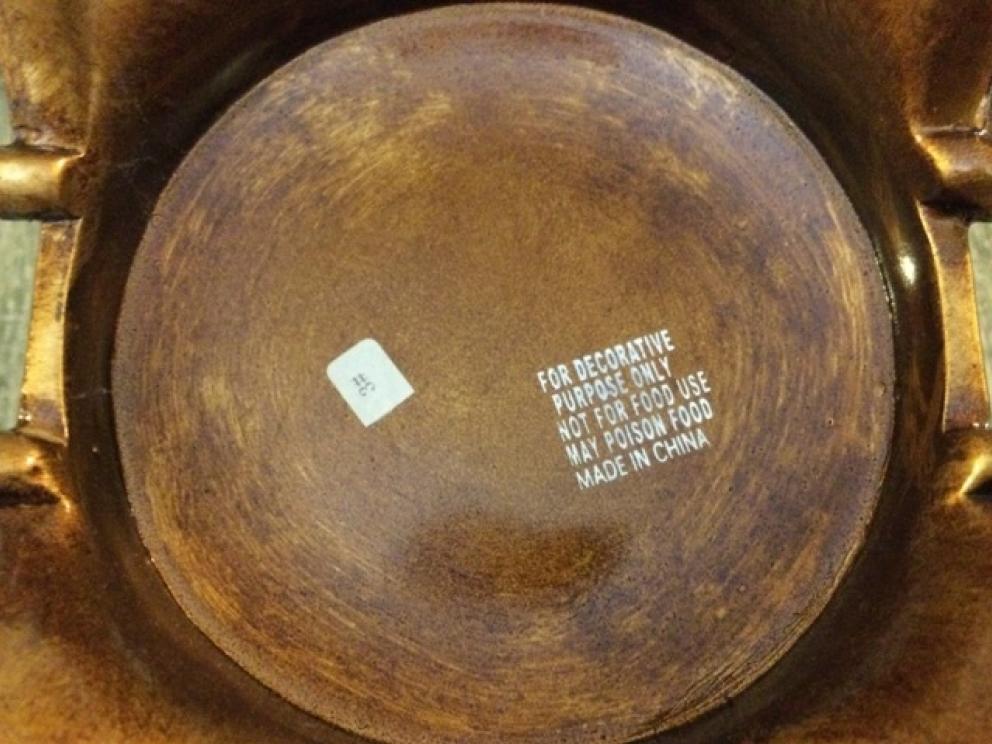 FOR DECORATIVE
PURPOSE ONLY
NOT FOR FOOD USE
MAY POISON FOOD
MADE IN CHINA